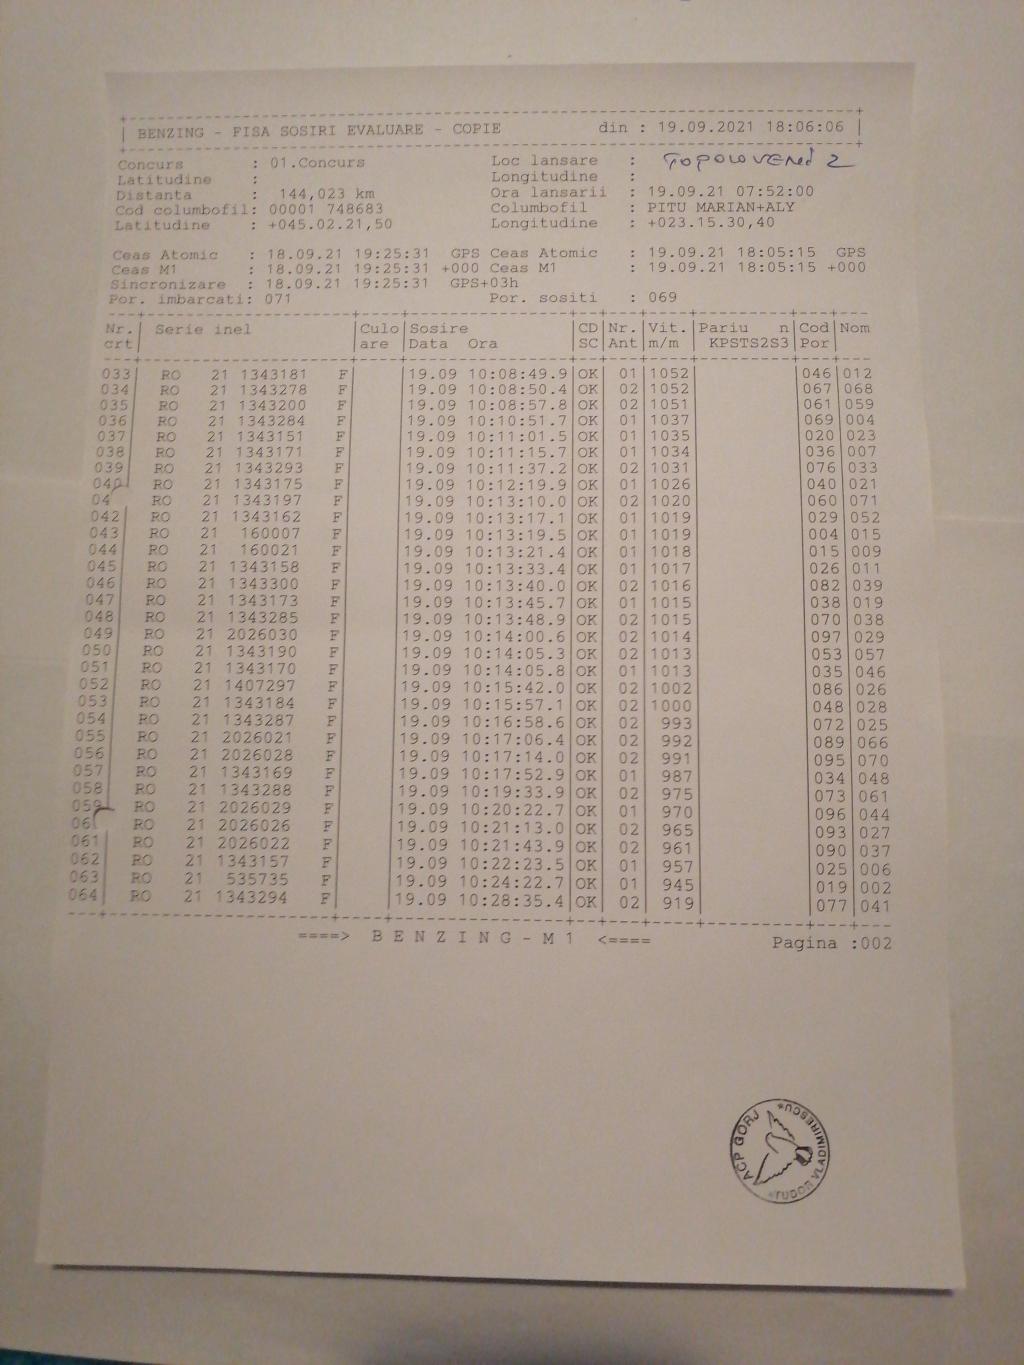 BENZING - FISA SOSIRI EVALUARE - COPIE din : 19.09.2021 18:06:06
Concurs : 01.Concurs Loc lansare : TOPOLOVENI 2
Latitudine : Longitudine :
Distanta : 144,023 km Ora lansarii : 19.09.21 07:52:00
Cod columbofil: 00001 748683 Columbofil : PITU MARIAN+ALY
Latitudine : +045.02.21,50 Longitudine : +023.15.30,40
Ceas Atomic : 18.09.21 19:25:31 GPS Ceas Atomic : 19.09.21 18:05:15 GPS
Ceas M1 : 18.09.21 19:25:31 +000 Ceas M1 : 19.09.21 18:05:15 +000
Sincronizare : 18.09.21 19:25:31 GPS+03h
Por. imbarcati: 071 Por. sositi : 069
Nr. Serie inel Culo Sosire CD Nr. Vit. Pariu n Cod Nom
crt are Data Ora SC Ant m/m KPSTS2S3 Por
033 RO 21 1343181 F 19.09 10:08:49.9 OK 01 1052 046 012
034 RO 21 1343278 F 19.09 10:08:50.4 OK 02 1052 067 068
035 RO 21 1343200 F 19.09 10:08:57.8 OK 02 1051 061 059
036 RO 21 1343284 F 19.09 10:10:51.7 OK 01 1037 069 004
037 RO 21 1343151 F 19.09 10:11:01.5 OK 01 1035 020 023
038 RO 21 1343171 F 19.09 10:11:15.7 OK 01 1034 036 007
039 RO 21 1343293 F 19.09 10:11:37.2 OK 02 1031 076 033
040 RO 21 1343175 F 19.09 10:12:19.9 OK 01 1026 040 021
04 RO 21 1343197 F 19.09 10:13:10.0 OK 02 1020 060 071
042 RO 21 1343162 F 19.09 10:13:17.1 OK 01 1019 029 052
043 RO 21 160007 F 19.09 10:13:19.5 OK 01 1019 004 015
044 RO 21 160021 F 19.09 10:13:21.4 OK 01 1018 015 009
045 RO 21 1343158 F 19.09 10:13:33.4 OK 01 1017 026 011
046 RO 21 1343300 F 19.09 10:13:40.0 OK 02 1016 082 039
047 RO 21 1343173 F 19.09 10:13:45.7 OK 01 1015 038 019
048 RO 21 1343285 F 19.09 10:13:48.9 OK 02 1015 070 038
049 RO 21 2026030 F 19.09 10:14:00.6 OK 02 1014 097 029
050 RO 21 1343190 F 19.09 10:14:05.3 OK 02 1013 053 057
051 RO 21 1343170 F 19.09 10:14:05.8 OK 01 1013 035 046
052 RO 21 1407297 F 19.09 10:15:42.0 OK 02 1002 086 026
053 RO 21 1343184 F 19.09 10:15:57.1 OK 02 1000 048 028
054 RO 21 1343287 F 19.09 10:16:58.6 OK 02 993 072 025
055 RO 21 2026021 F 19.09 10:17:06.4 OK 02 992 089 066
056 RO 21 2026028 F 19.09 10:17:14.0 OK 02 991 095 070
057 RO 21 1343169 F 19.09 10:17:52.9 OK 01 987 034 048
058 RO 21 1343288 F 19.09 10:19:33.9 OK 02 975 073 061
059 RO 21 2026029 F 19.09 10:20:22.7 OK 01 970 096 044
06 RO 21 2026026 F 19.09 10:21:13.0 OK 02 965 093 027
061 RO 21 2026022 F 19.09 10:21:43.9 OK 02 961 090 037
062 RO 21 1343157 F 19.09 10:22:23.5 OK 01 957 025 006
063 RO 21 535735 F 19.09 10:24:22.7 OK 01 945 019 002
064 RO 21 1343294 F 19.09 10:28:35.4 OK 02 919 077 041
====> B E N Z I N G - M 1 <==== Pagina :002
ACP GORJ *TUDOR VLADIMIRESCU*